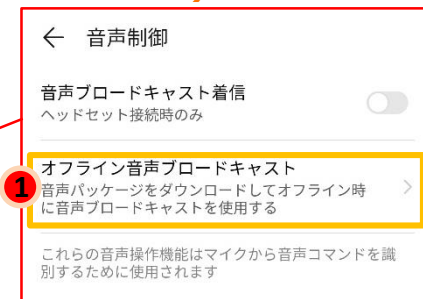 ← 音声制御
音声ブロードキャスト着信
ヘッドセット接続時のみ
オフライン音声ブロードキャスト
1
音声パッケージをダウンロードしてオフライン時
に音声ブロードキャストを使用する
これらの音声操作機能はマイクから音声コマンドを識
別するために使用されます